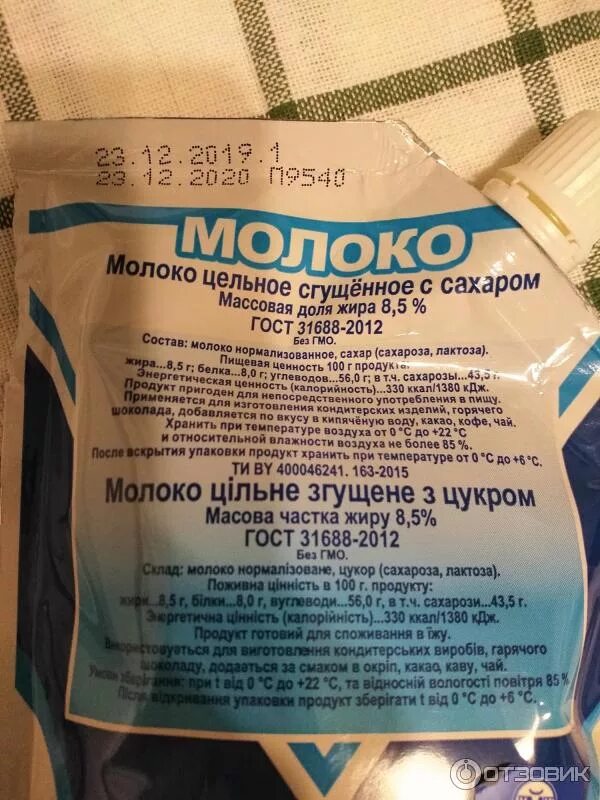 23.12.2019.1
23.12.2020 П9540
МОЛОКО
Молоко цельное сгущённое с сахаром
Массовая доля жира 8,5 %
ГОСТ 31688-2012
Без ГМО.
Состав: молоко нормализованное, сахар (сахароза, лактоза).
Пищевая ценность 100 г продукта:
жира...8,5 г; белка...8,0 г; углеводов...56,0 г; в т.ч. сахарозы...43,5 г.
Энергетическая ценность (калорийность)...330 ккал/1380 кДж.
Продукт пригоден для непосредственного употребления в пищу.
Применяется для изготовления кондитерских изделий, горячего
шоколада, добавляется по вкусу в кипячёную воду, какао, кофе, чай.
Хранить при температуре воздуха от 0 °С до +22 °С
и относительной влажности воздуха не более 85 %.
После вскрытия упаковки продукт хранить при температуре от 0 °С до +6 °С.
ТИ BY 400046241. 163-2015
Молоко цільне згущене з цукром
Масова частка жиру 8,5%
ГОСТ 31688-2012
Без ГМО.
Склад: молоко нормалізоване, цукор (сахароза, лактоза).
Поживна цінність в 100 г. продукту:
жири...8,5 г, білки...8,0 г, вуглеводи...56,0 г, в т.ч. сахарози...43,5 г.
Энергетична цінність (калорійність)...330 ккал/1380 кДж.
Продукт готовий для споживання в їжу.
Використовується для виготовлення кондитерських виробів, гарячого
шоколаду, додається за смаком в окріп, какао, каву, чай.
Умови зберігання: при t від 0 °С до +22 °С, та відносній вологості повітря 85 %
Після відкривання упаковки продукт зберігати t від 0 °С до +6 °С.
ОТЗОВИК